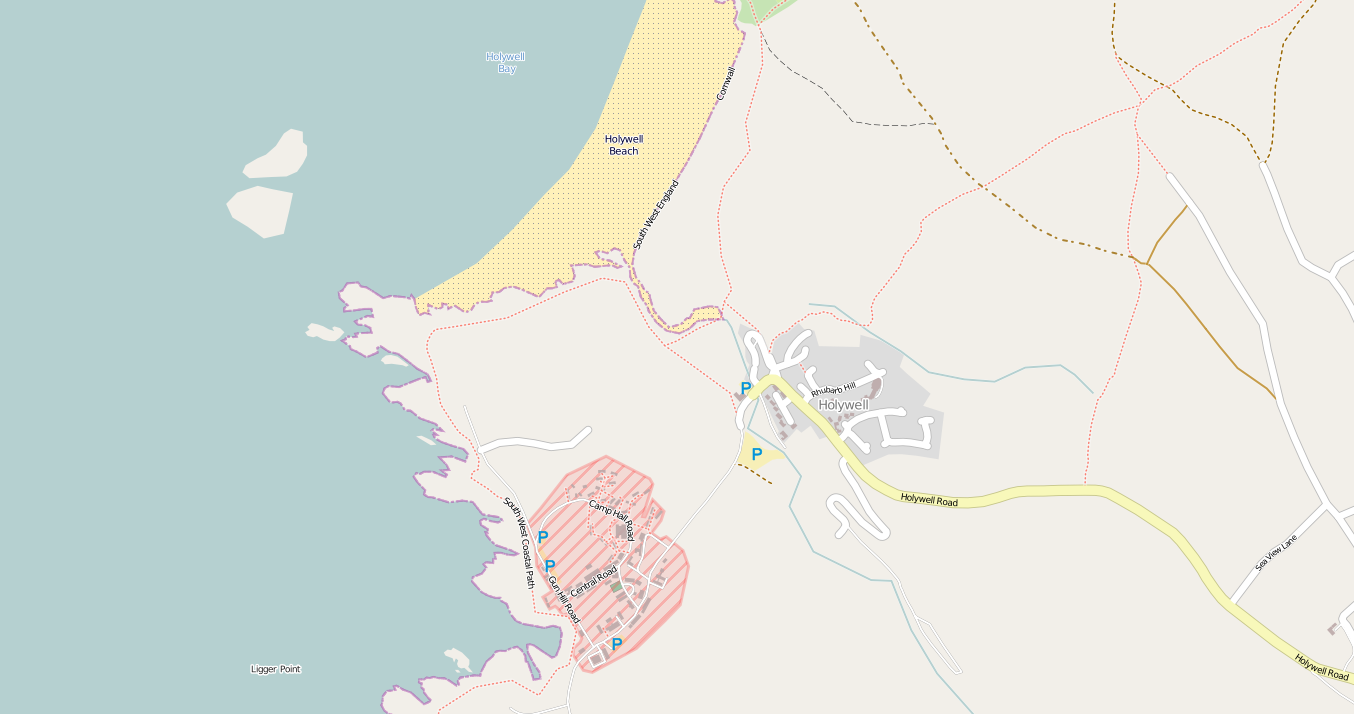 Holywell
Bay
Cornwall
Holywell
Beach
South West England
P
Rhubarb Hill
Holywell
P
Holywell Road
South West Coastal Path
Camp Hall Road
P
P
Central Road
Gun Hill Road
Sea View Lane
P
Ligger Point
Holywell Road